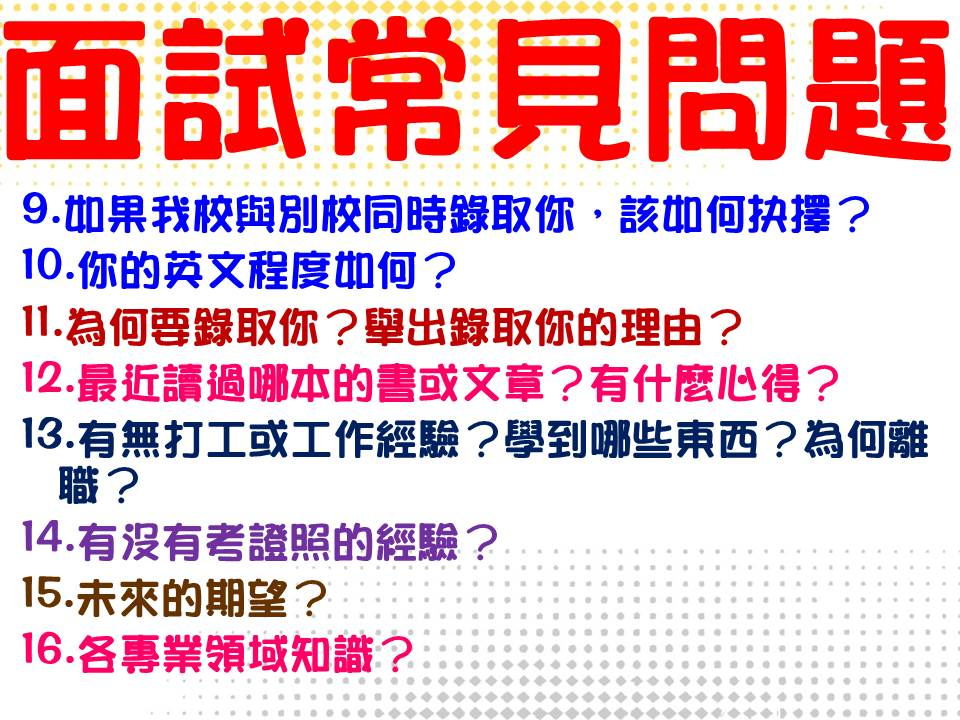 面試常見問題
9.如果我校與別校同時錄取你，該如何抉擇？
10.你的英文程度如何？
11.為何要錄取你？舉出錄取你的理由？
12.最近讀過哪本的書或文章？有什麼心得？
13.有無打工或工作經驗？學到哪些東西？為何離
職？
14.有沒有考證照的經驗？
15.未來的期望？
16.各專業領域知識？